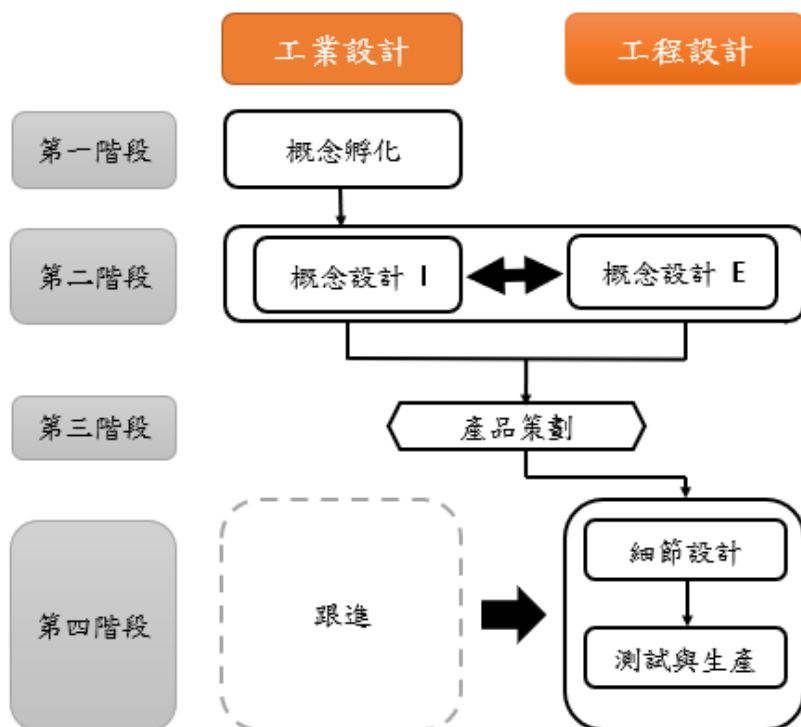 工業設計
工程設計
第一階段
概念孵化
第二階段
概念設計 I
概念設計 E
第三階段
產品策劃
第四階段
跟進
細節設計
測試與生產